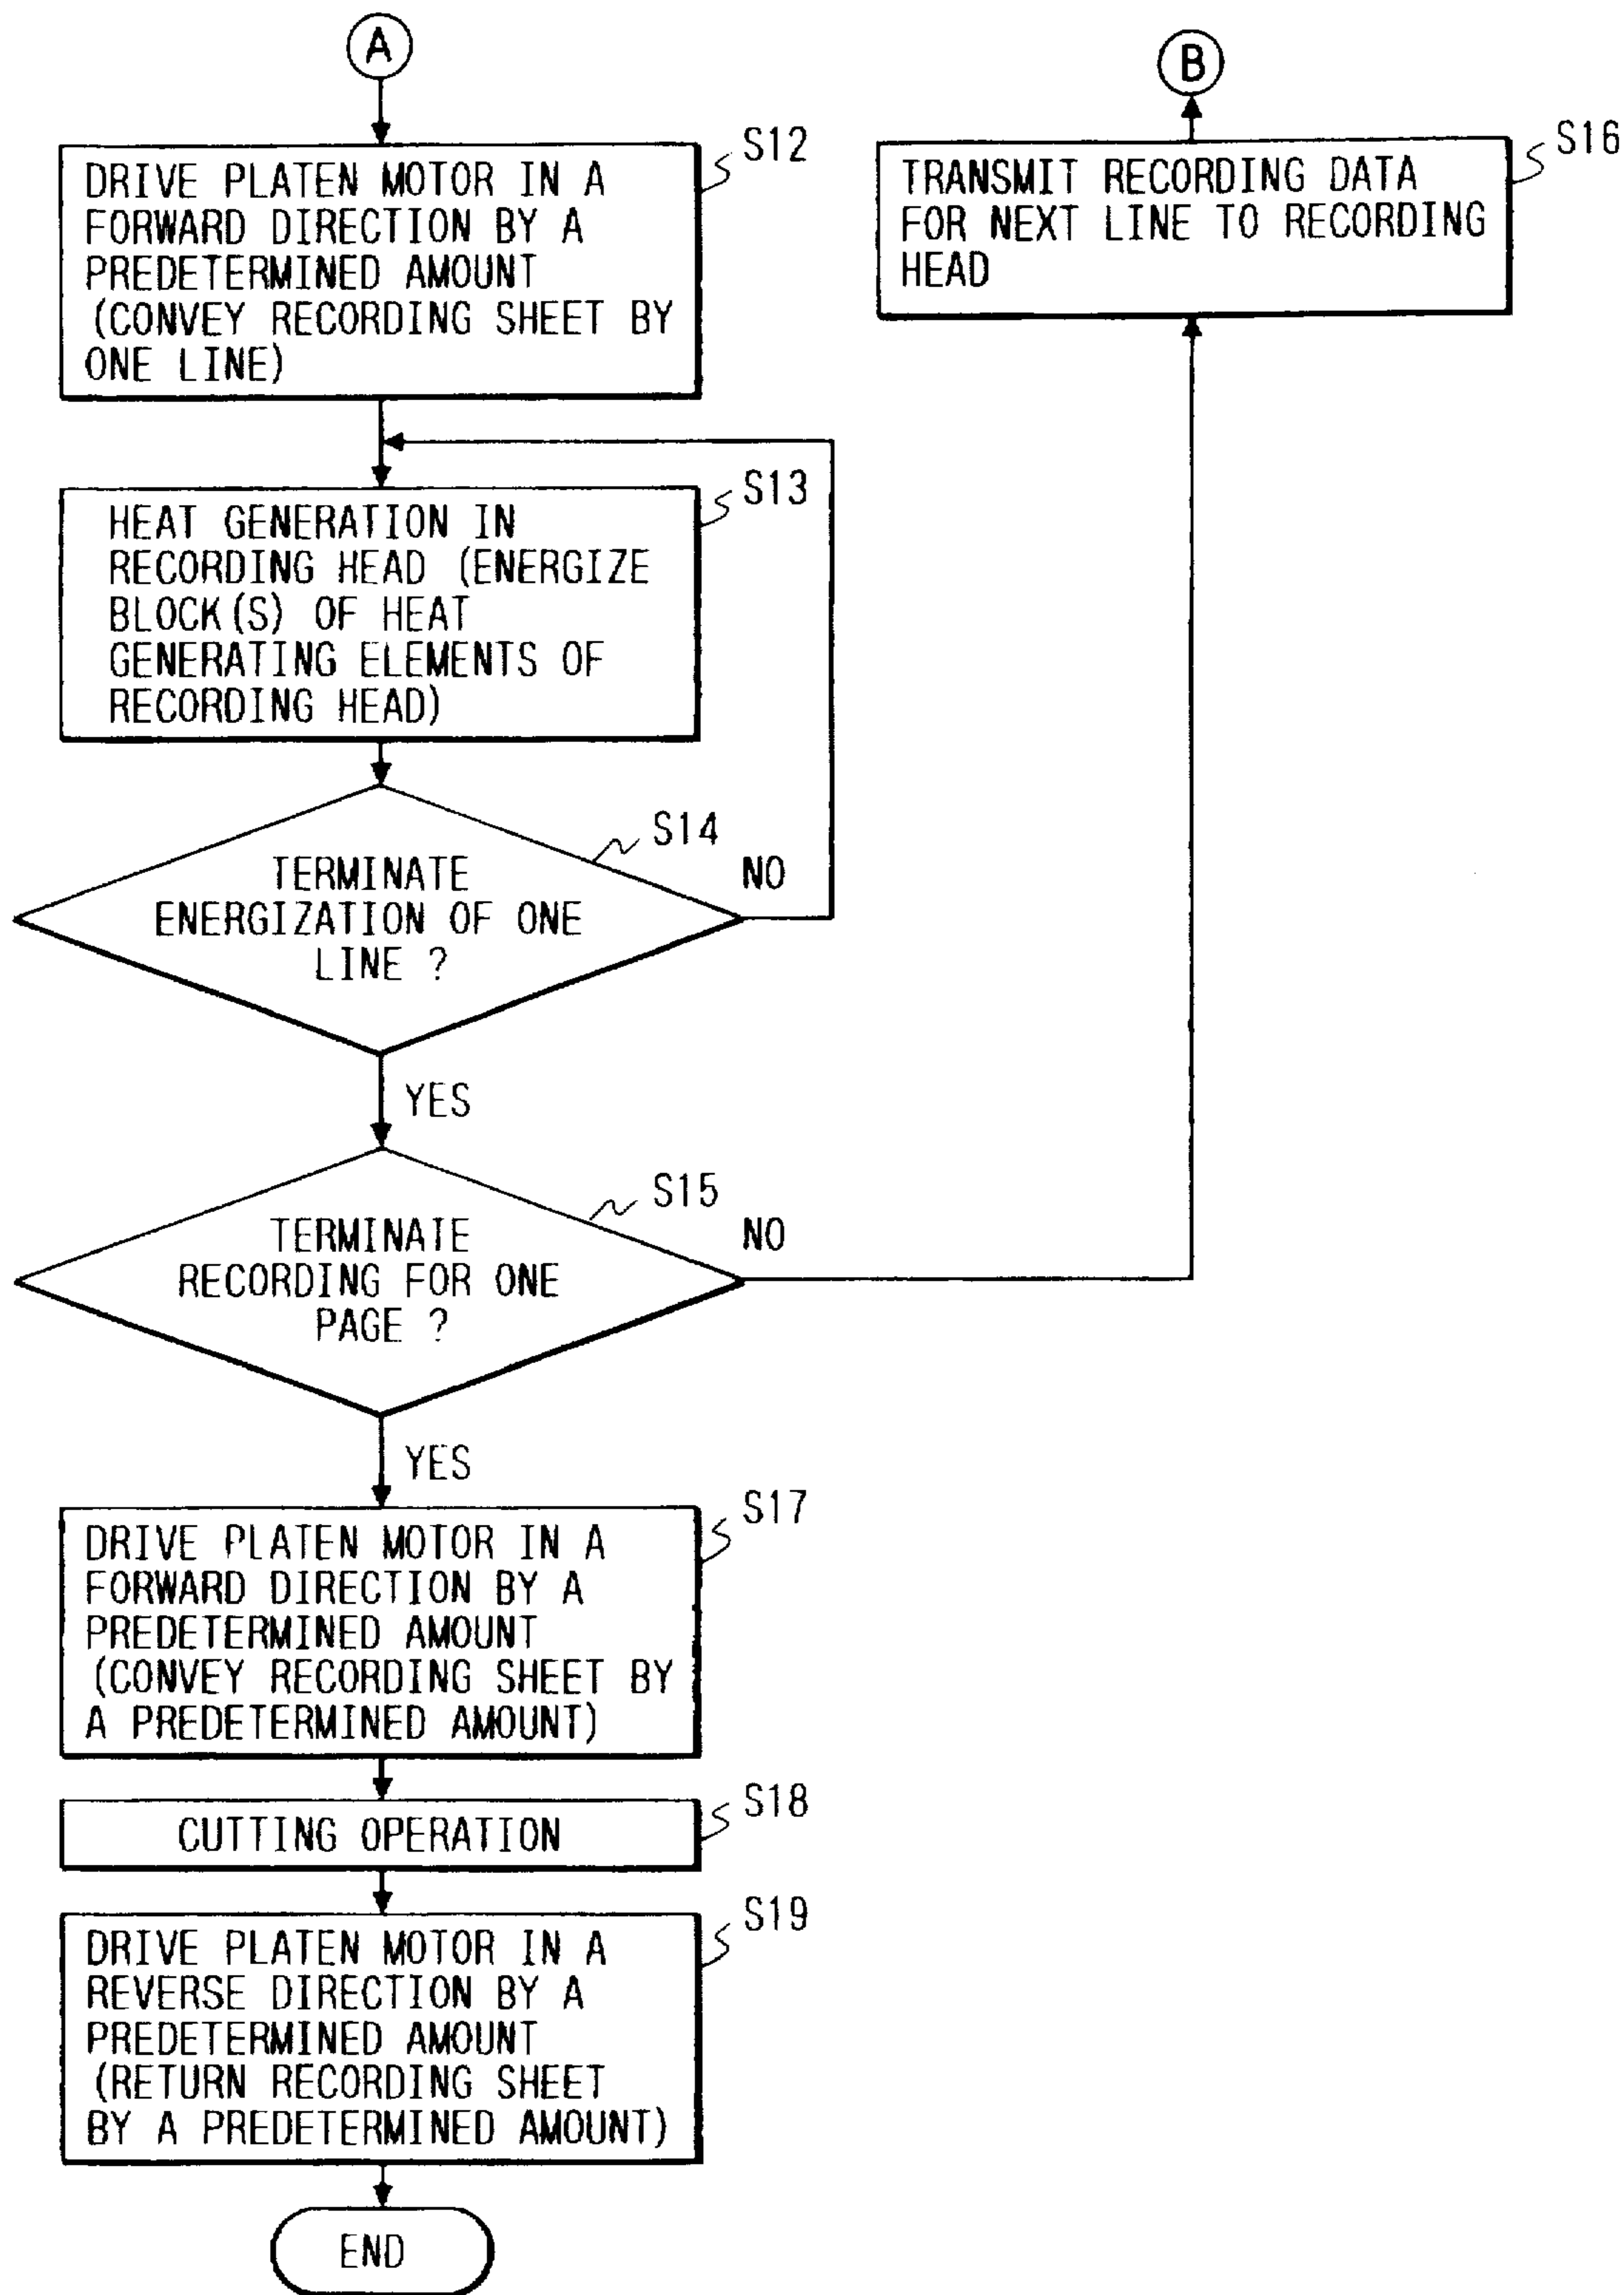 A
B
S12
DRIVE PLATEN MOTOR IN A
FORWARD DIRECTION BY A
PREDETERMINED AMOUNT
(CONVEY RECORDING SHEET BY
ONE LINE)
S16
TRANSMIT RECORDING DATA
FOR NEXT LINE TO RECORDING
HEAD
S13
HEAT GENERATION IN
RECORDING HEAD (ENERGIZE
BLOCK(S) OF HEAT
GENERATING ELEMENTS OF
RECORDING HEAD)
S14
NO
TERMINATE
ENERGIZATION OF ONE
LINE ?
YES
S15
NO
TERMINATE
RECORDING FOR ONE
PAGE ?
YES
S17
DRIVE PLATEN MOTOR IN A
FORWARD DIRECTION BY A
PREDETERMINED AMOUNT
(CONVEY RECORDING SHEET BY
A PREDETERMINED AMOUNT)
S18
CUTTING OPERATION
S19
DRIVE PLATEN MOTOR IN A
REVERSE DIRECTION BY A
PREDETERMINED AMOUNT
(RETURN RECORDING SHEET
BY A PREDETERMINED AMOUNT)
END